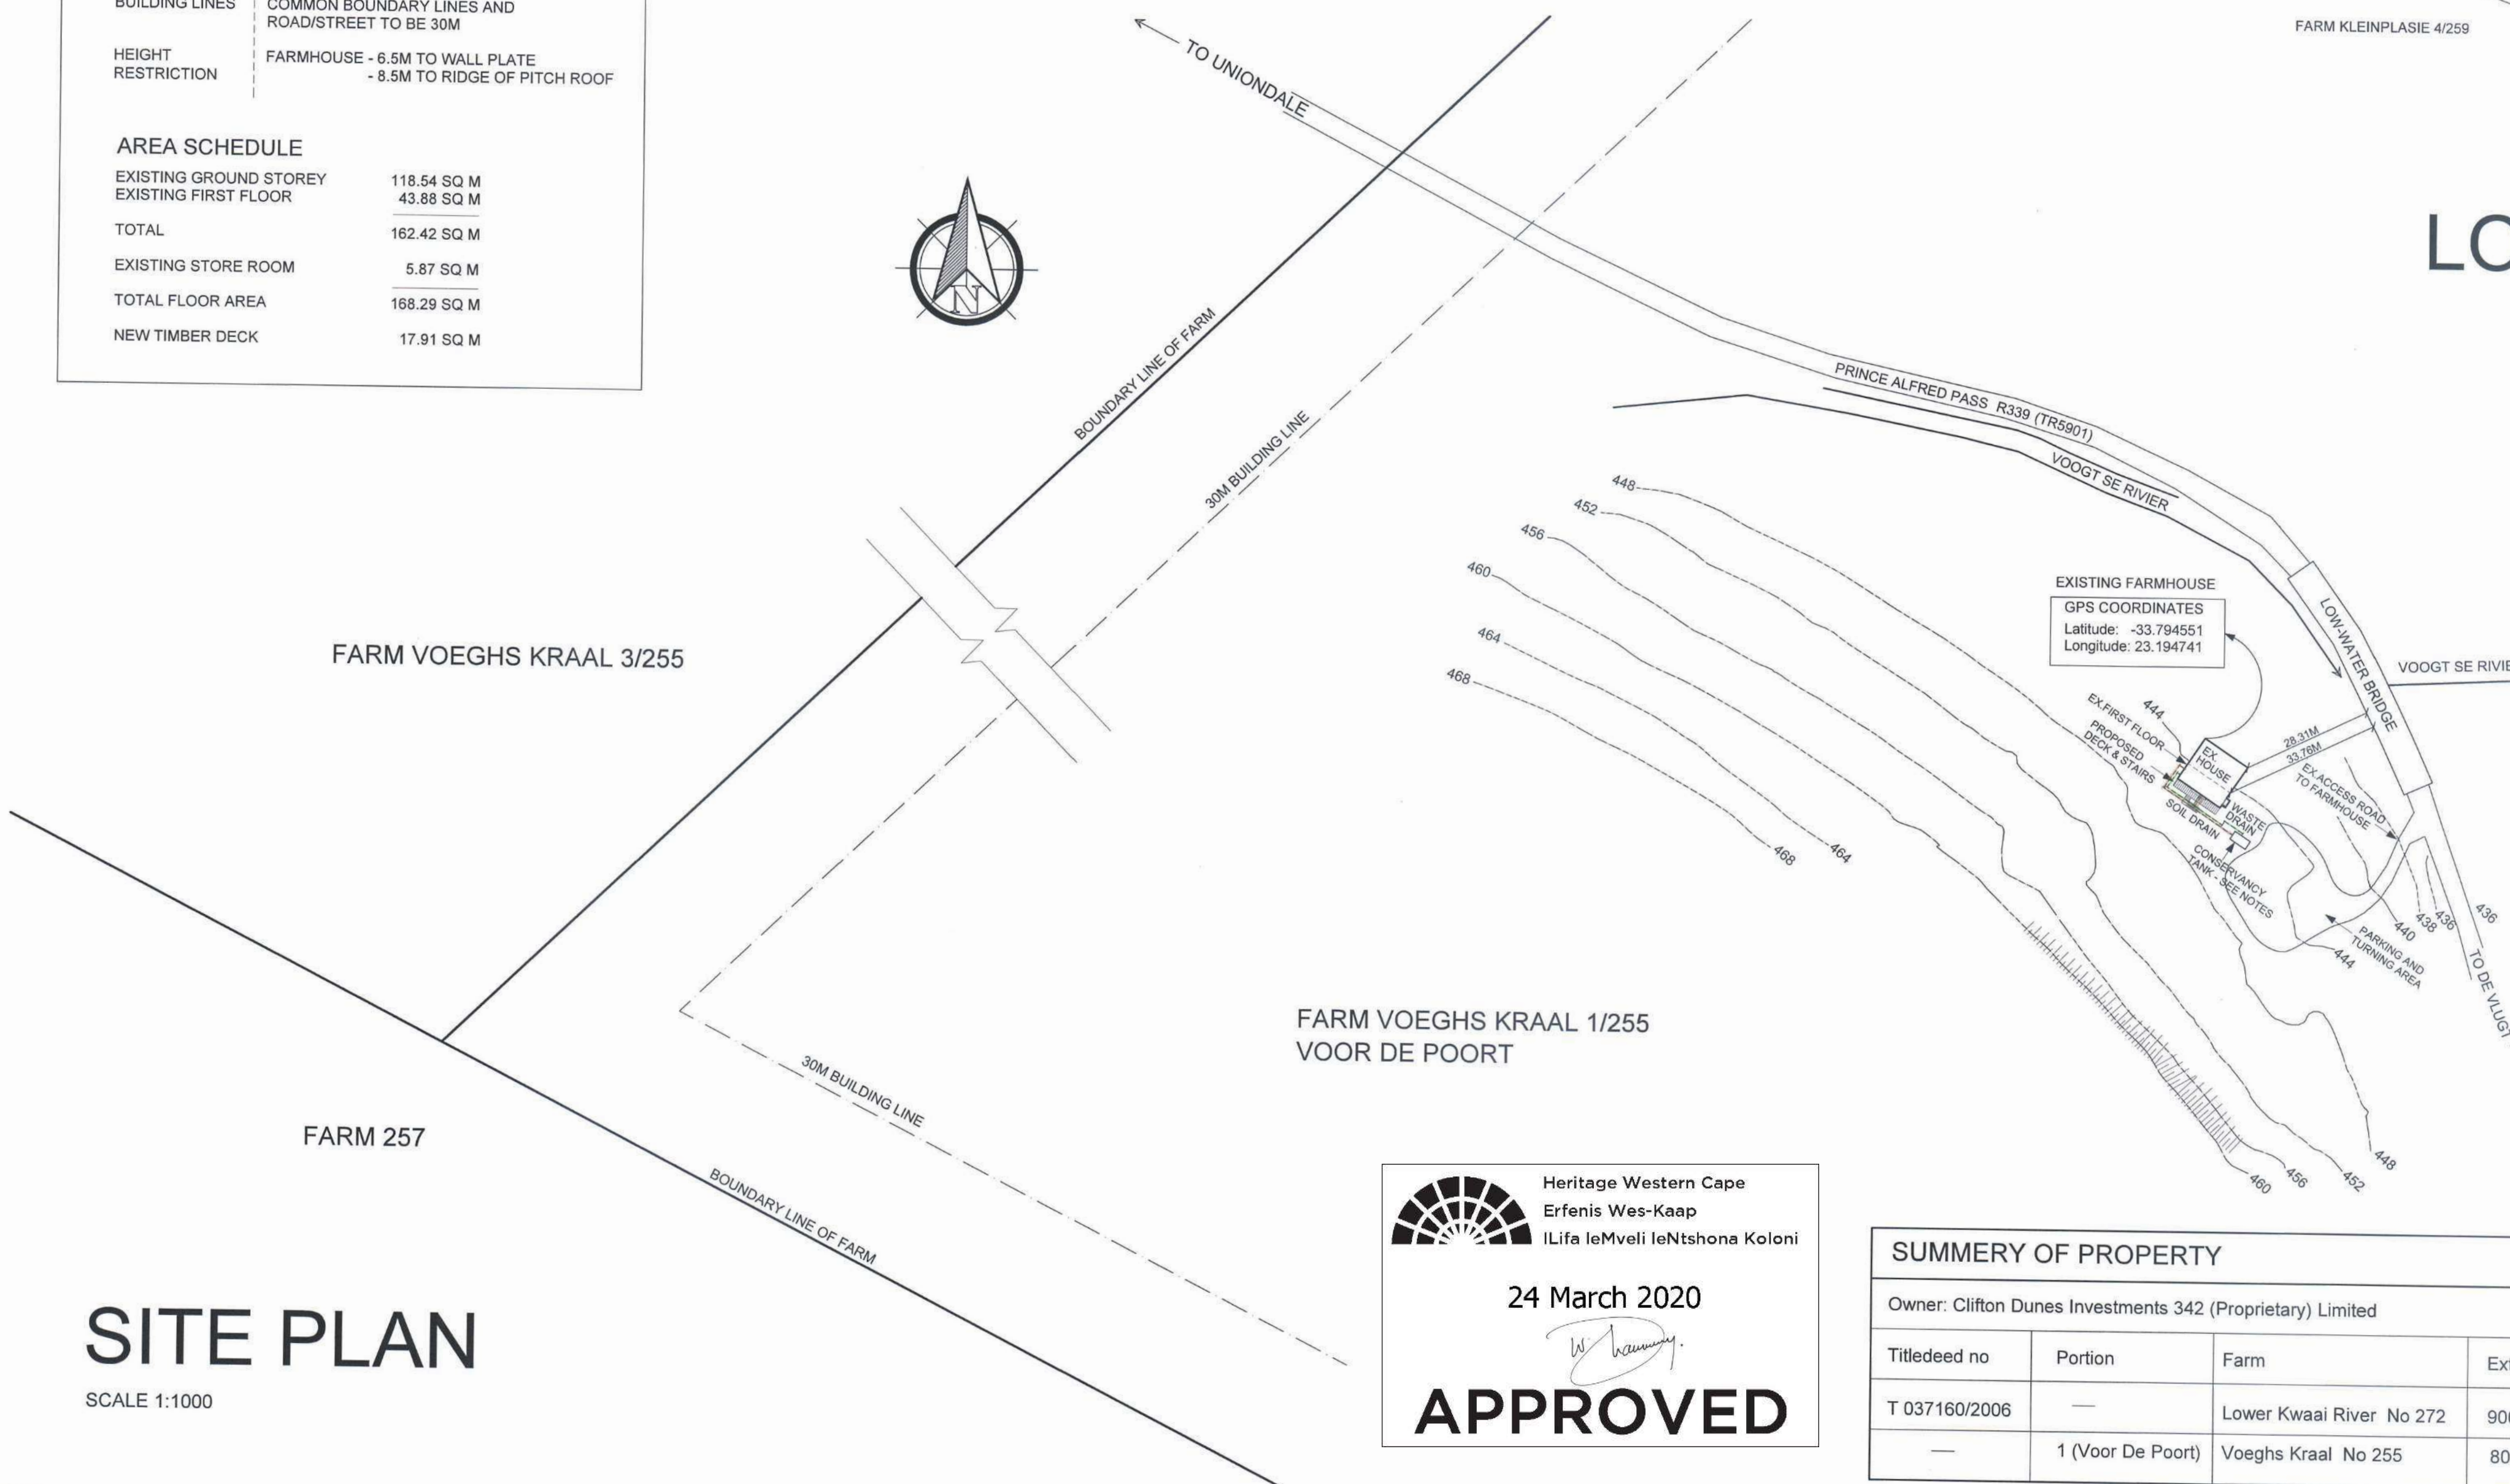 COMMON BOUNDARY LINES AND
ROAD/STREET TO BE 30M
BUILDING LINES
HEIGHT
RESTRICTION
FARMHOUSE - 6.5M TO WALL PLATE
- 8.5M TO RIDGE OF PITCH ROOF
AREA SCHEDULE
EXISTING GROUND STOREY 118.54 SQ M
EXISTING FIRST FLOOR 43.88 SQ M
TOTAL 162.42 SQ M
EXISTING STORE ROOM 5.87 SQ M
TOTAL FLOOR AREA 168.29 SQ M
NEW TIMBER DECK 17.91 SQ M
N
TO UNIONDALE
FARM KLEINPLASIE 4/259
LO
BOUNDARY LINE OF FARM
30M BUILDING LINE
PRINCE ALFRED PASS R339 (TR5901)
VOOGT SE RIVIER
448
452
456
460
464
468
EXISTING FARMHOUSE
GPS COORDINATES
Latitude: -33.794551
Longitude: 23.194741
LOW-WATER BRIDGE
VOOGT SE RIVIE
FARM VOEGHS KRAAL 3/255
444
EX.FIRST FLOOR
PROPOSED
DECK & STAIRS
EX.
HOUSE
28.31M
33.76M
EX.ACCESS ROAD
TO FARMHOUSE
WASTE
DRAIN
SOIL DRAIN
CONSERVANCY
TANK - SEE NOTES
468
464
436
436
438
440
444
PARKING AND
TURNING AREA
TO DE VLUGT
FARM VOEGHS KRAAL 1/255
VOOR DE POORT
30M BUILDING LINE
FARM 257
BOUNDARY LINE OF FARM
448
452
456
460
Heritage Western Cape
Erfenis Wes-Kaap
ILifa leMveli leNtshona Koloni
24 March 2020
APPROVED
SITE PLAN
SCALE 1:1000
SUMMERY OF PROPERTY
Owner: Clifton Dunes Investments 342 (Proprietary) Limited
Titledeed no Portion Farm Ext
T 037160/2006 — Lower Kwaai River No 272 900
— 1 (Voor De Poort) Voeghs Kraal No 255 80